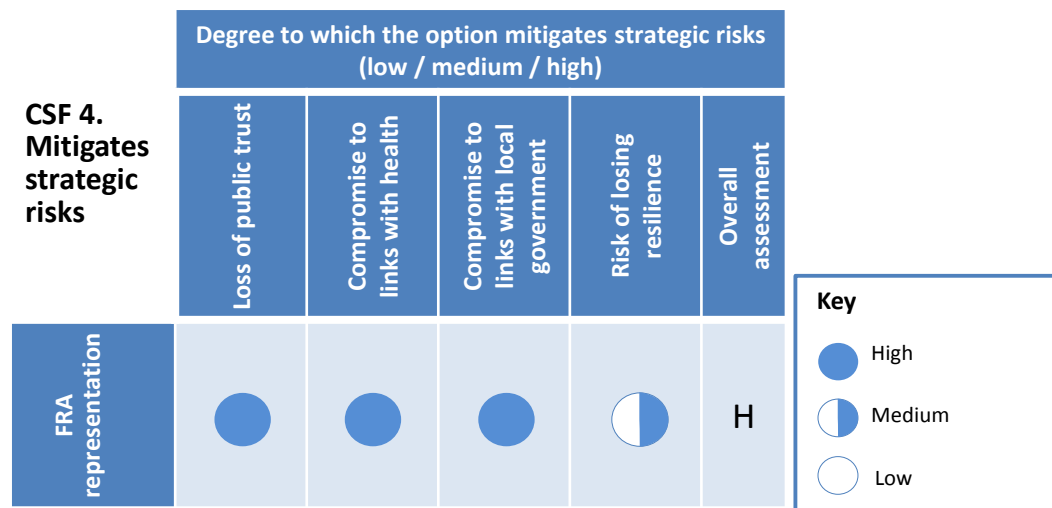 Degree to which the option mitigates strategic risks
(low / medium / high)
CSF 4.
Mitigates
strategic
risks
Loss of public trust
Compromise to
links with health
Compromise to
links with local
government
Risk of losing
resilience
Overall
assessment
FRA
representation
H
Key
High
Medium
Low